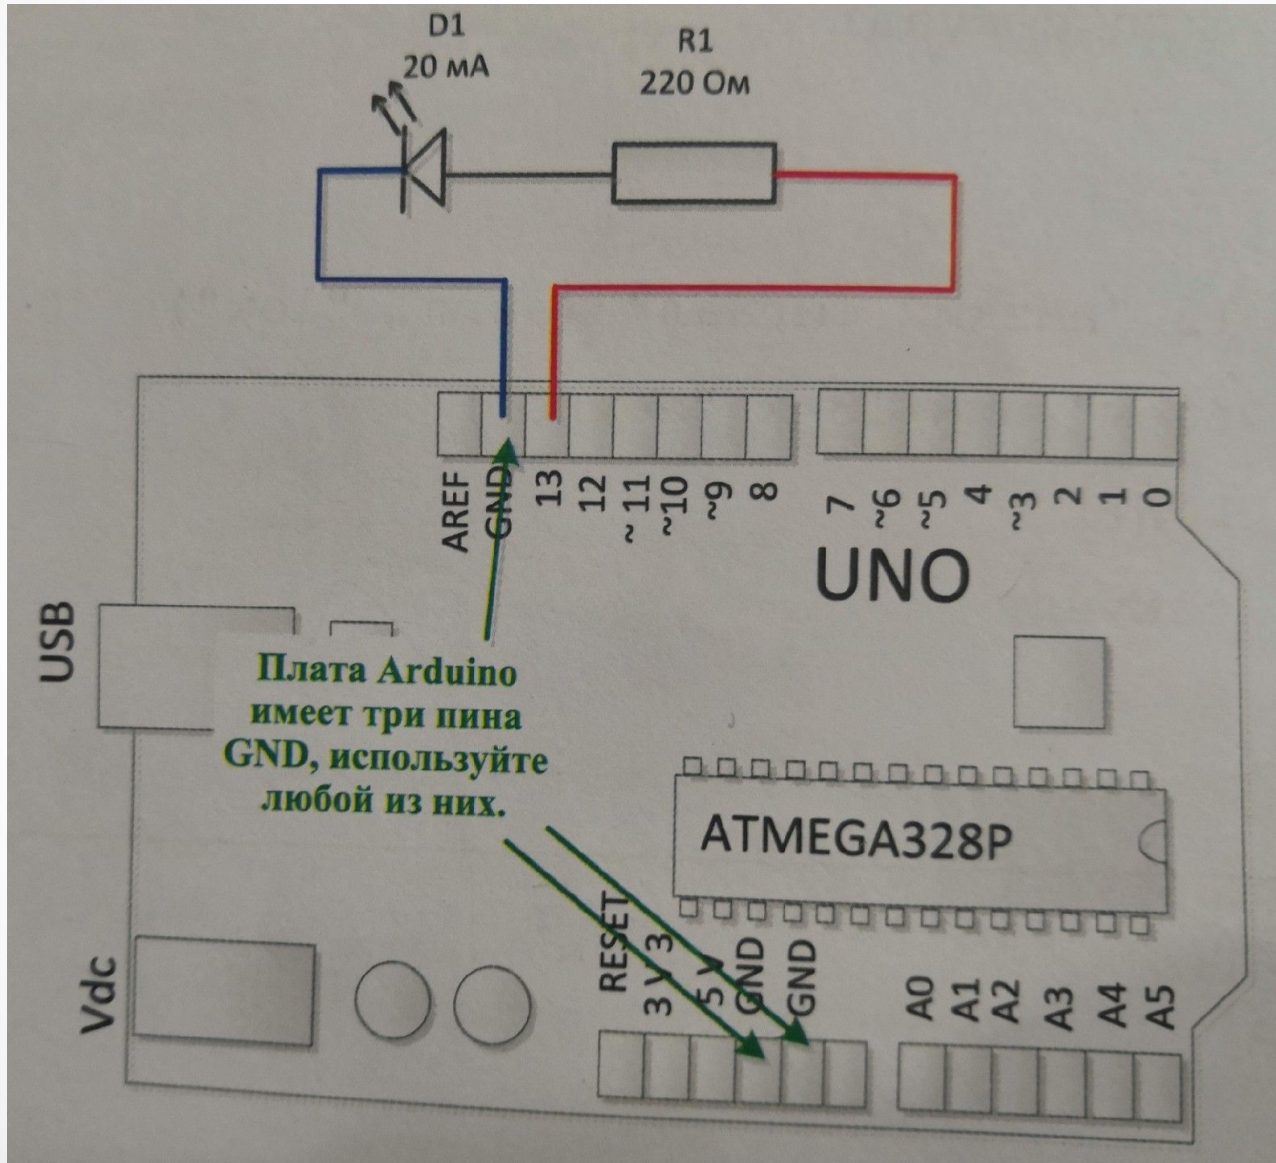 D1
20 мА
R1
220 Ом
AREF
GND
13
12
~11
~10
~9
8
7
~6
~5
4
~3
2
1
0
UNO
USB
Плата Arduino
имеет три пина
GND, используйте
любой из них.
ATMEGA328P
Vdc
RESET
3 V 3
5 V
GND
GND
A0
A1
A2
A3
A4
A5